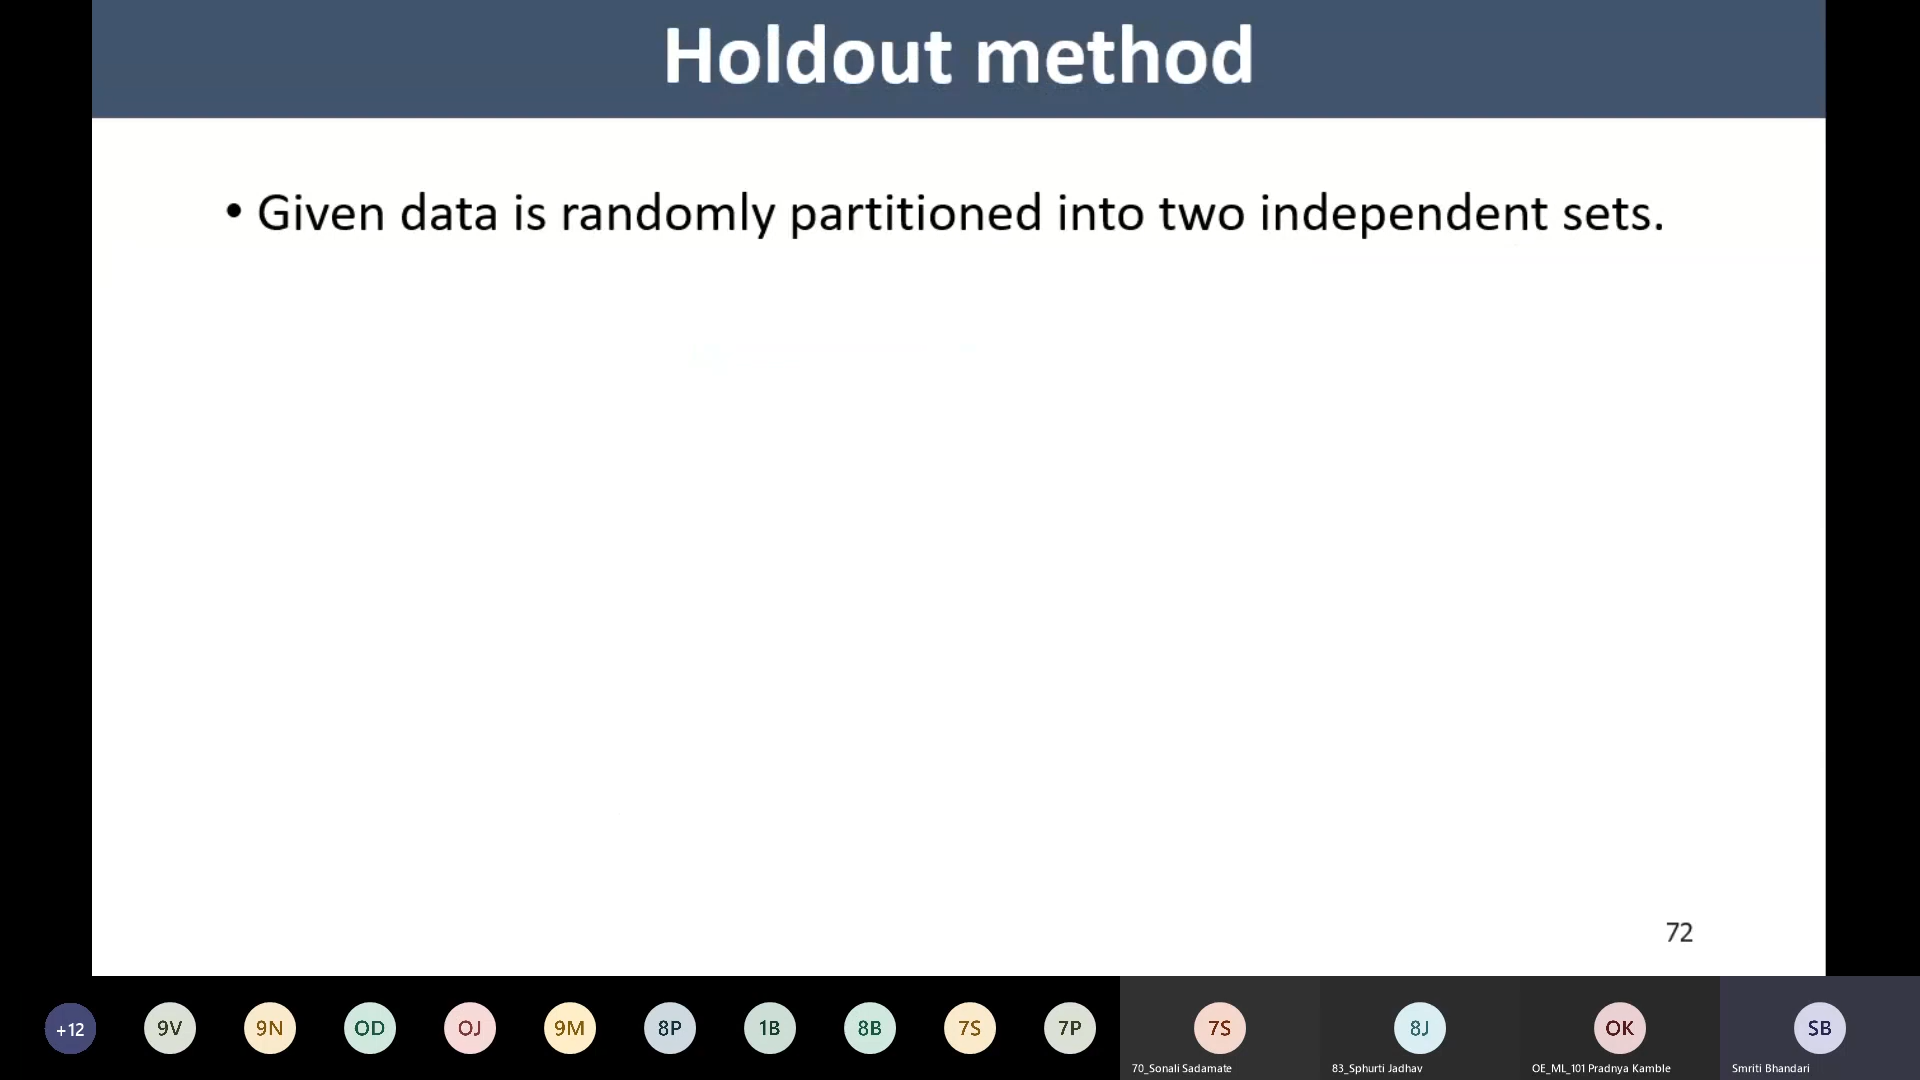 Holdout method
• Given data is randomly partitioned into two independent sets.
72
+12
9V
9N
OD
OJ
9M
8P
1B
8B
7S
7P
7S
8J
OK
SB
70_Sonali Sadamate
83_Sphurti Jadhav
OE_ML_101 Pradnya Kamble
Smriti Bhandari